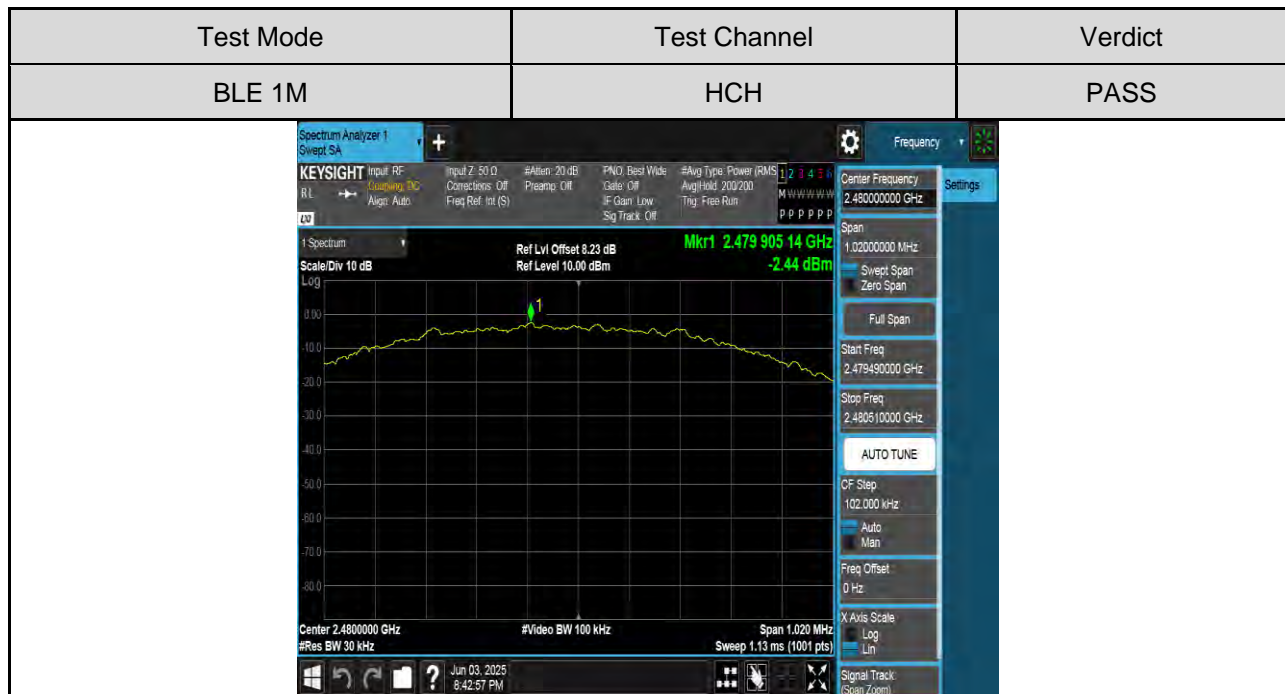 Test Mode Test Channel Verdict
BLE 1M HCH PASS
Spectrum Analyzer 1
Swept SA
+
Frequency
KEYSIGHT Input: RF Input Z: 50 Ω #Atten: 20 dB PNO: Best Wide #Avg Type: Power (RMS 1 2 3 4 5 6
RL Coupling: DC Corrections: Off Preamp: Off Gate: Off Avg|Hold: 200/200 M W W W W W
Align: Auto Freq Ref: Int (S) IF Gain: Low Trig: Free Run
LXI Sig Track: Off P P P P P P
1 Spectrum Ref Lvl Offset 8.23 dB Mkr1 2.479 905 14 GHz
Scale/Div 10 dB Ref Level 10.00 dBm -2.44 dBm
Log
1
0.00
-10.0
-20.0
-30.0
-40.0
-50.0
-60.0
-70.0
-80.0
Center 2.4800000 GHz #Video BW 100 kHz Span 1.020 MHz
#Res BW 30 kHz Sweep 1.13 ms (1001 pts)
? Jun 03, 2025
8:42:57 PM
Center Frequency
2.480000000 GHz
Settings
Span
1.02000000 MHz
Swept Span
Zero Span
Full Span
Start Freq
2.479490000 GHz
Stop Freq
2.480510000 GHz
AUTO TUNE
CF Step
102.000 kHz
Auto
Man
Freq Offset
0 Hz
X Axis Scale
Log
Lin
Signal Track
(Span Zoom)